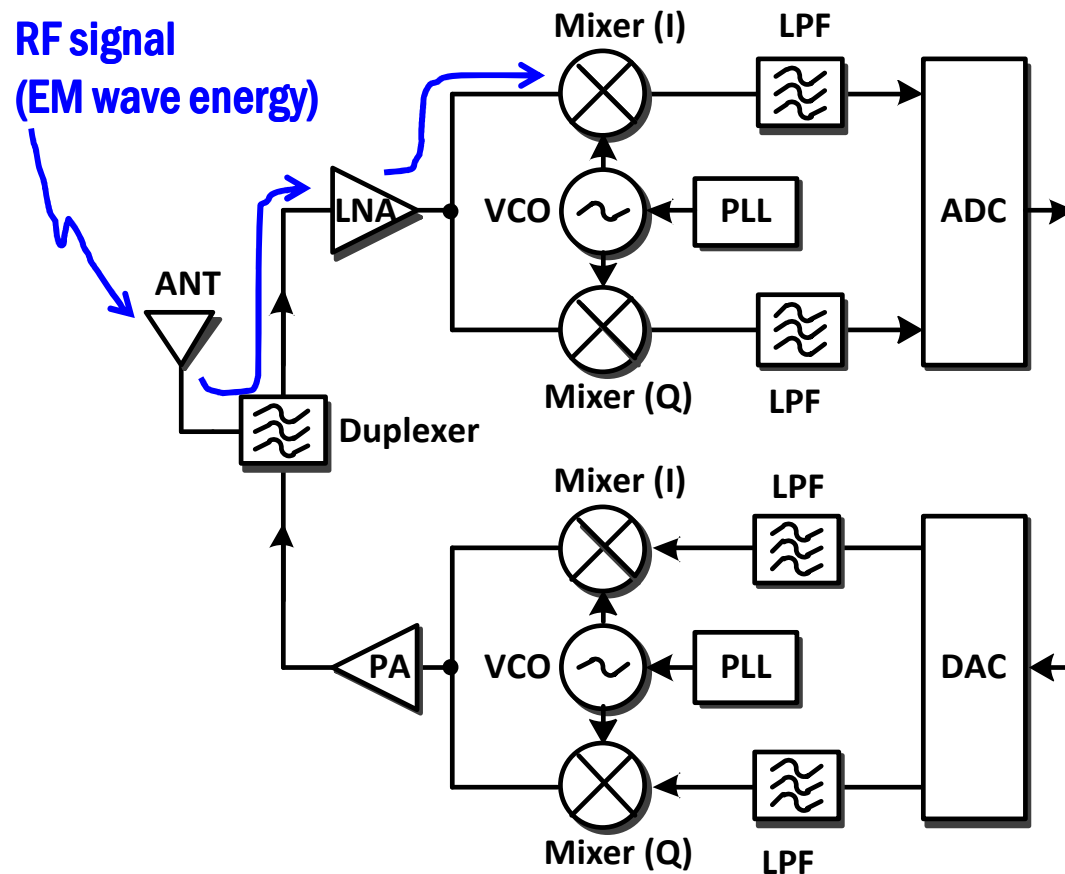 RF signal
(EM wave energy)
Mixer (I)
LPF
LNA
VCO
PLL
ADC
ANT
Mixer (Q)
LPF
Duplexer
Mixer (I)
LPF
PA
VCO
PLL
DAC
Mixer (Q)
LPF